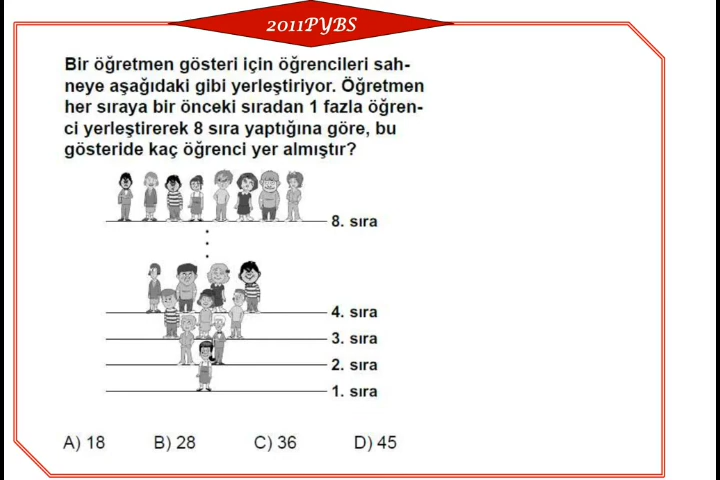 2011PYBS
Bir öğretmen gösteri için öğrencileri sah-
neye aşağıdaki gibi yerleştiriyor. Öğretmen
her sıraya bir önceki sıradan 1 fazla öğren-
ci yerleştirerek 8 sıra yaptığına göre, bu
gösteride kaç öğrenci yer almıştır?
8. sıra
4. sıra
3. sıra
2. sıra
1. sıra
A) 18 B) 28 C) 36 D) 45